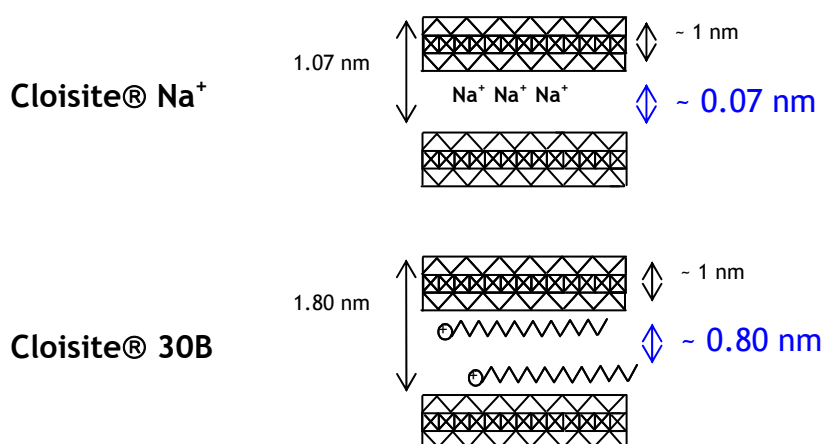 ~ 1 nm
1.07 nm
Cloisite® Na⁺
Na⁺ Na⁺ Na⁺
~ 0.07 nm
~ 1 nm
1.80 nm
+
Cloisite® 30B
~ 0.80 nm
+